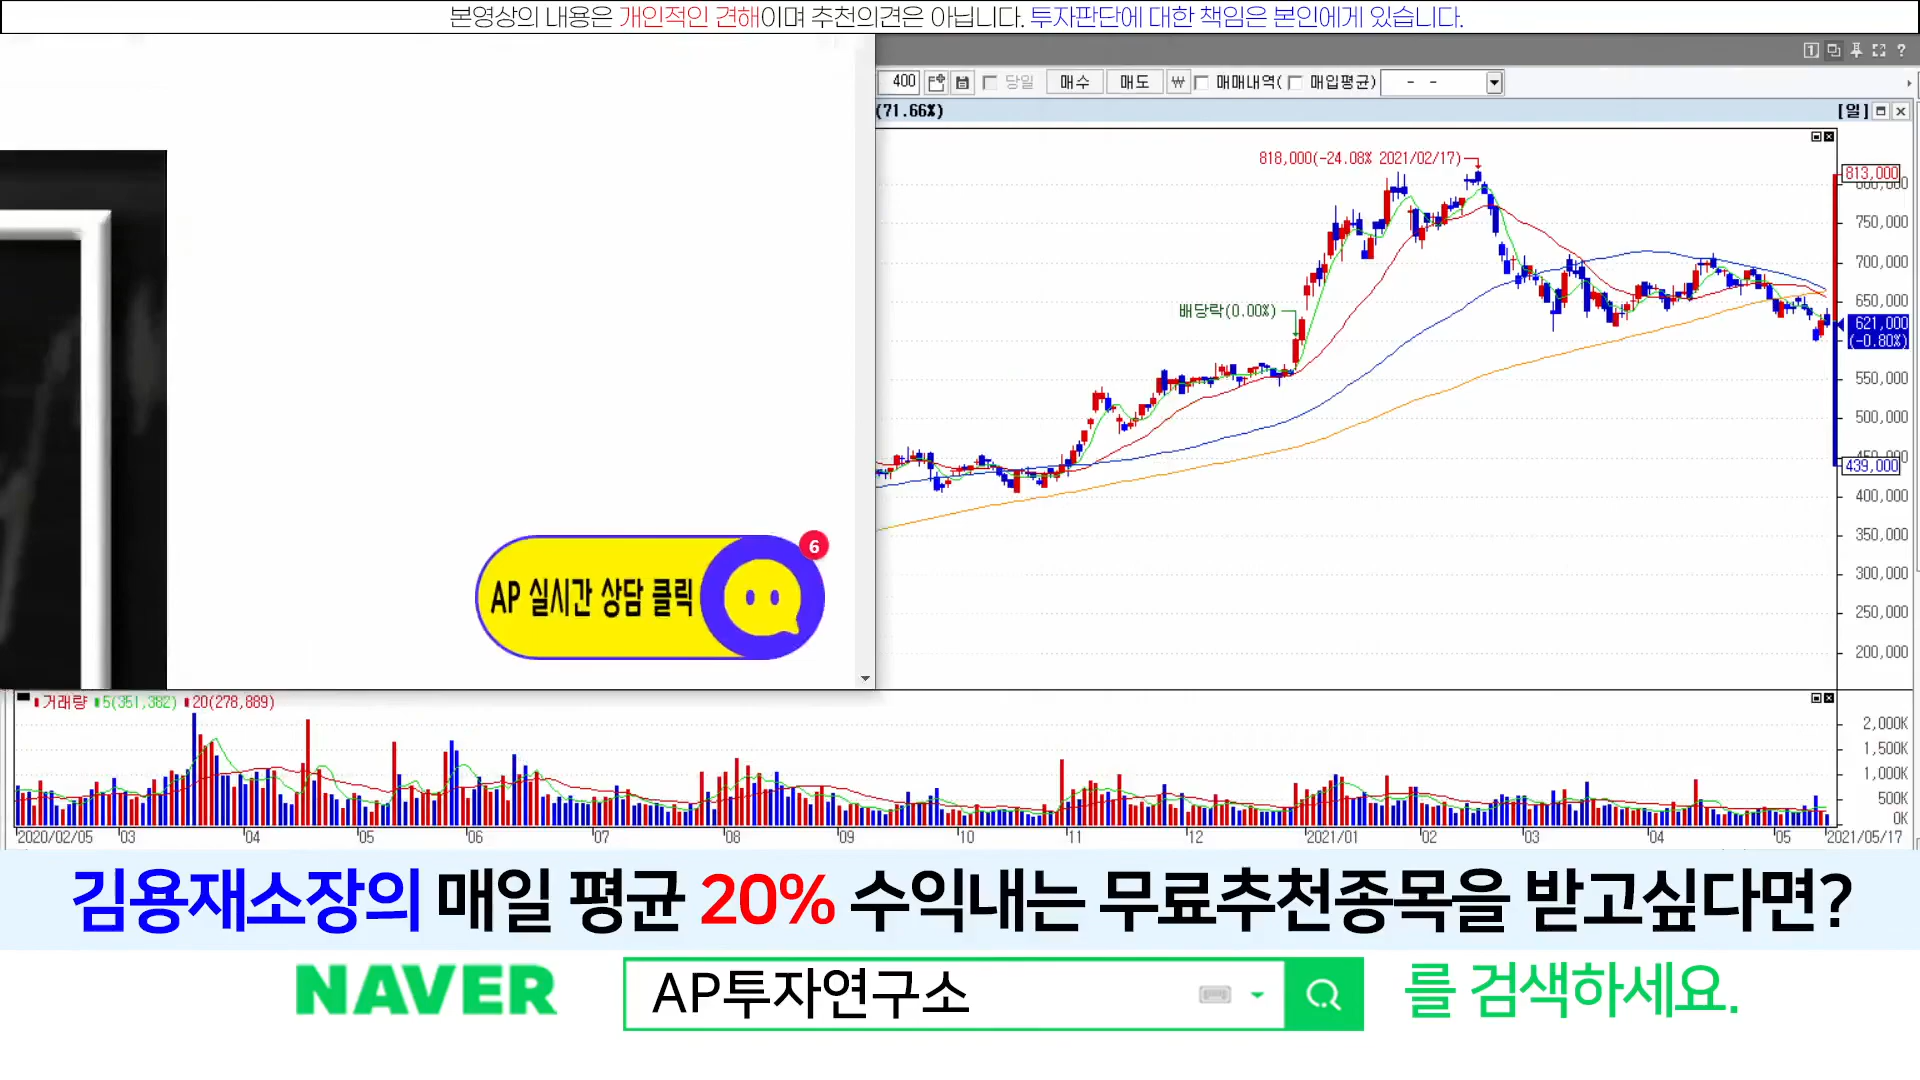 본영상의 내용은 개인적인 견해이며 추천의견은 아닙니다. 투자판단에 대한 책임은 본인에게 있습니다.
400 당일 매수 매도 ₩ 매매내역( 매입평균) - -
(71.66%) [일]
818,000(-24.08% 2021/02/17)
배당락(0.00%)
813,000
750,000
700,000
650,000
621,000
(-0.80%)
550,000
500,000
439,000
400,000
350,000
300,000
250,000
200,000
AP 실시간 상담 클릭
6
거래량 5(351,382) 20(278,889)
2,000K
1,500K
1,000K
500K
0K
2020/02/05 03 04 05 06 07 08 09 10 11 12 2021/01 02 03 04 05 2021/05/17
김용재소장의 매일 평균 20% 수익내는 무료추천종목을 받고싶다면?
NAVER AP투자연구소 를 검색하세요.